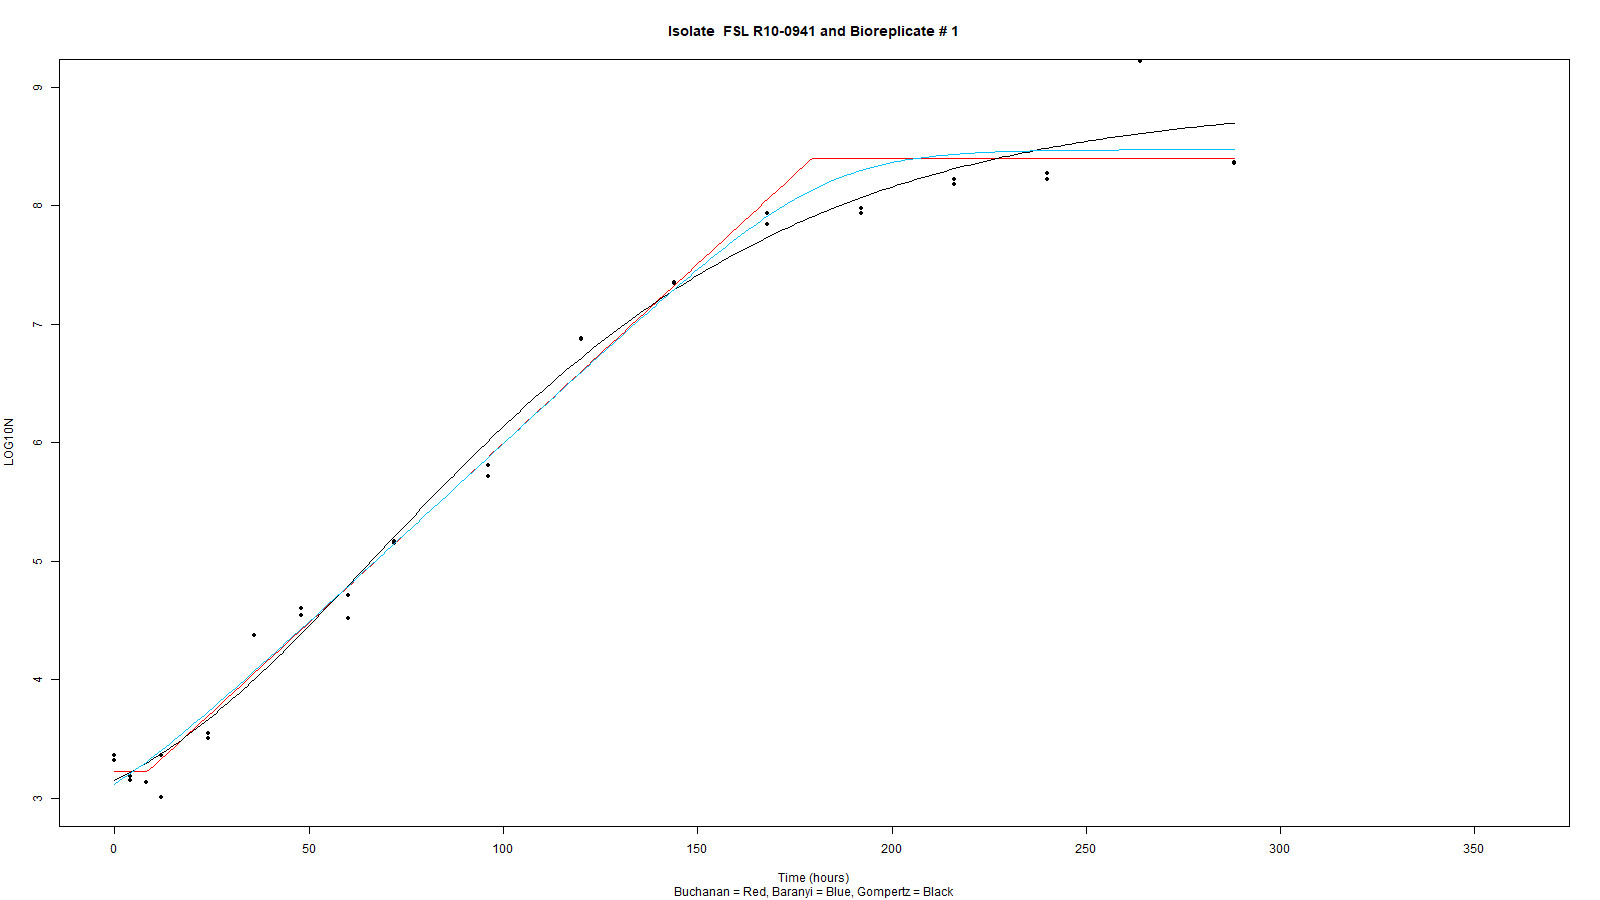 Isolate  FSL R10-0941 and Bioreplicate # 1
9
8
7
6
5
4
3
LOG10N
0 50 100 150 200 250 300 350
Time (hours)
Buchanan = Red, Baranyi = Blue, Gompertz = Black